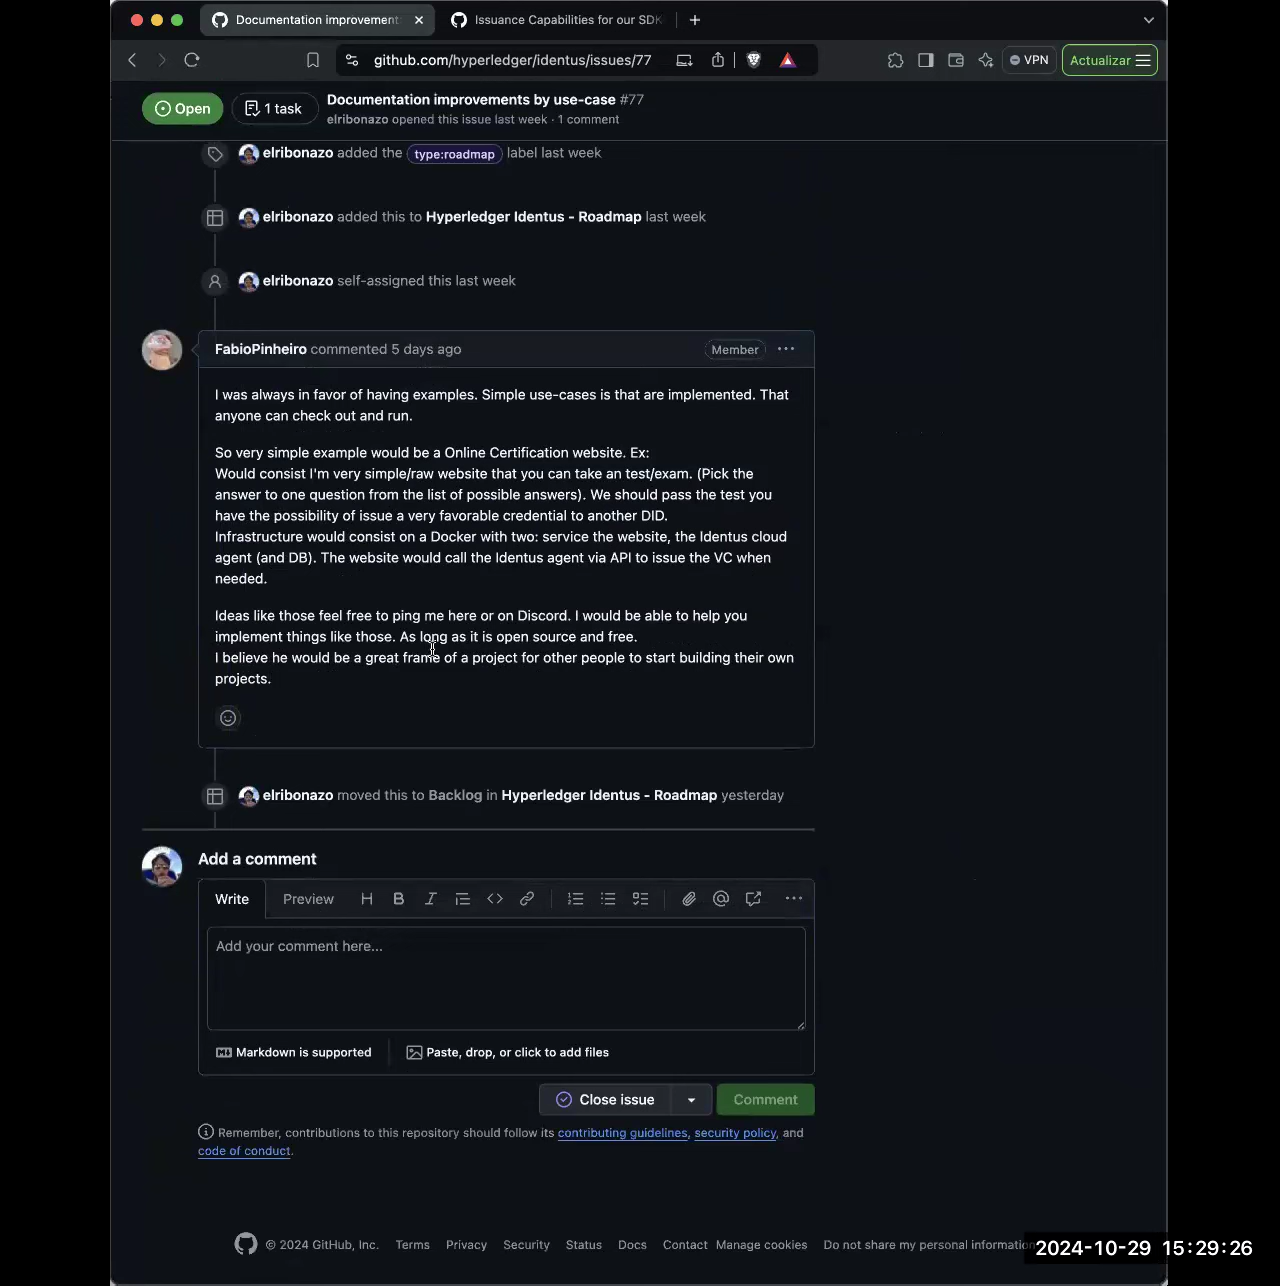 Documentation improvement
Issuance Capabilities for our SDK
github.com/hyperledger/identus/issues/77
VPN
Actualizar
Open
1 task
Documentation improvements by use-case #77
elribonazo opened this issue last week · 1 comment
elribonazo added the type:roadmap label last week
elribonazo added this to Hyperledger Identus - Roadmap last week
elribonazo self-assigned this last week
FabioPinheiro commented 5 days ago
Member
I was always in favor of having examples. Simple use-cases is that are implemented. That
anyone can check out and run.
So very simple example would be a Online Certification website. Ex:
Would consist I'm very simple/raw website that you can take an test/exam. (Pick the
answer to one question from the list of possible answers). We should pass the test you
have the possibility of issue a very favorable credential to another DID.
Infrastructure would consist on a Docker with two: service the website, the Identus cloud
agent (and DB). The website would call the Identus agent via API to issue the VC when
needed.
Ideas like those feel free to ping me here or on Discord. I would be able to help you
implement things like those. As long as it is open source and free.
I believe he would be a great frame of a project for other people to start building their own
projects.
elribonazo moved this to Backlog in Hyperledger Identus - Roadmap yesterday
Add a comment
Write
Preview
Add your comment here...
Markdown is supported
Paste, drop, or click to add files
Close issue
Comment
Remember, contributions to this repository should follow its contributing guidelines, security policy, and
code of conduct.
© 2024 GitHub, Inc. Terms Privacy Security Status Docs Contact Manage cookies Do not share my personal information
2024-10-29 15:29:26